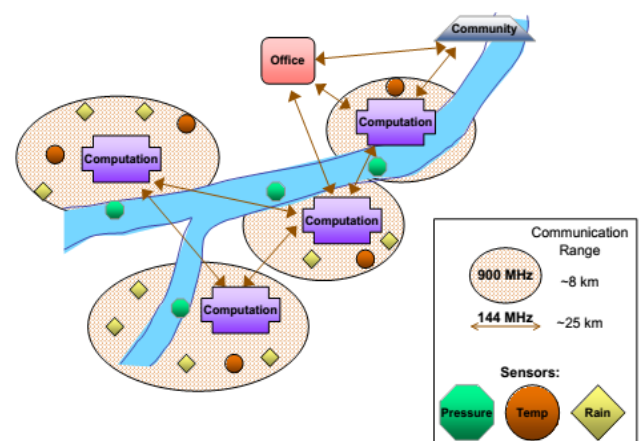 Community
Office
Computation
Computation
Computation
Computation
Communication
Range
900 MHz
~8 km
144 MHz
~25 km
Sensors:
Pressure
Temp
Rain